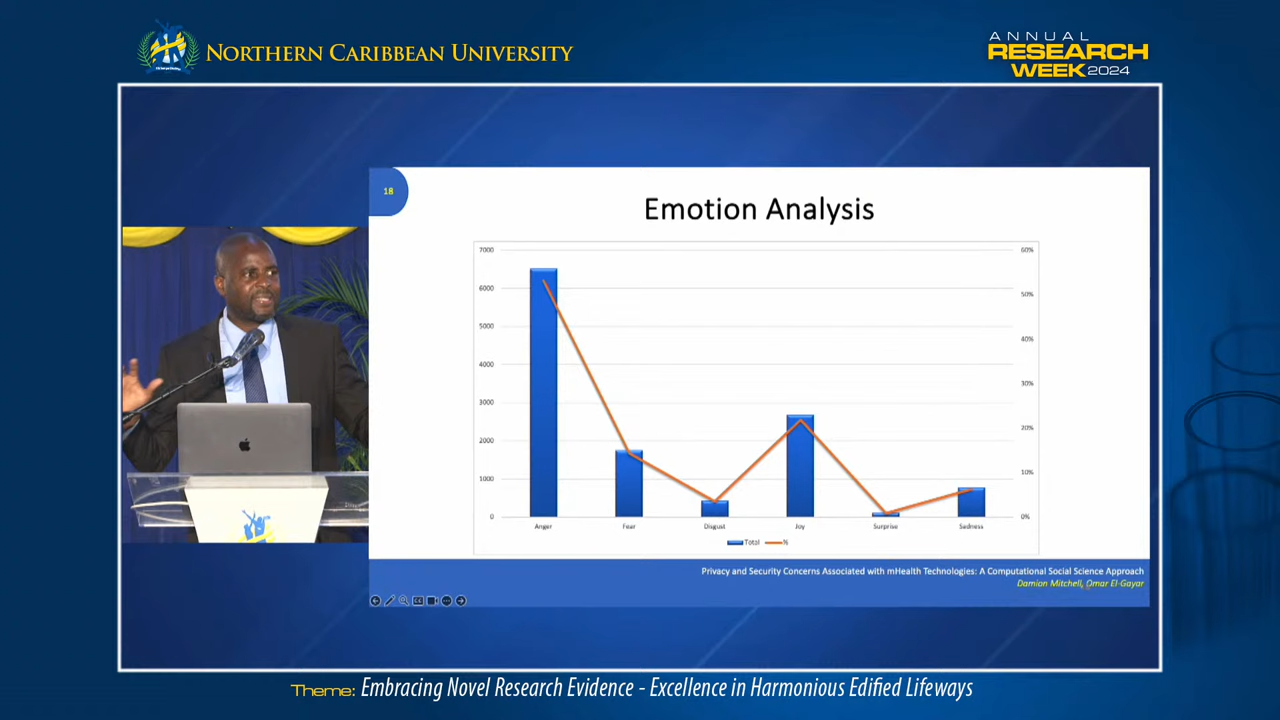 NORTHERN CARIBBEAN UNIVERSITY
ANNUAL
RESEARCH
WEEK 2024
18
Emotion Analysis
7000
6000
5000
4000
3000
2000
1000
0
60%
50%
40%
30%
20%
10%
0%
Anger Fear Disgust Joy Surprise Sadness
Total %
Privacy and Security Concerns Associated with mHealth Technologies: A Computational Social Science Approach
Damion Mitchell, Omar El-Gayar
Theme: Embracing Novel Research Evidence - Excellence in Harmonious Edified Lifeways